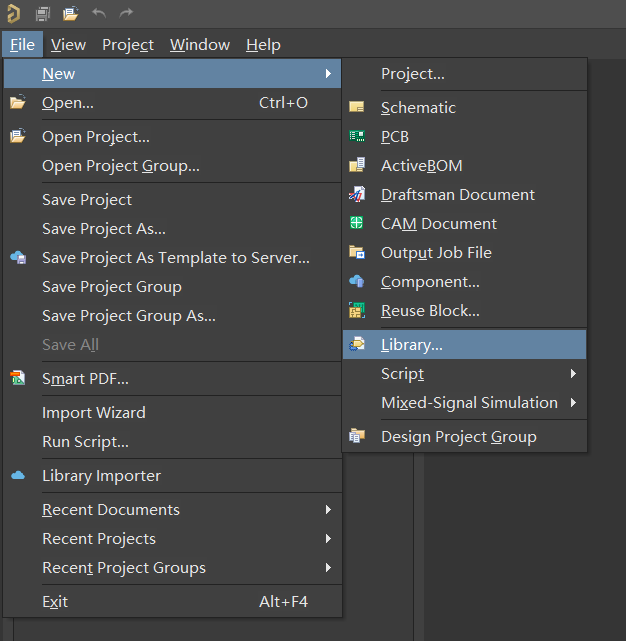 File View Project Window Help
New
Open... Ctrl+O
Open Project...
Open Project Group...
Save Project
Save Project As...
Save Project As Template to Server...
Save Project Group
Save Project Group As...
Save All
Smart PDF...
Import Wizard
Run Script...
Library Importer
Recent Documents
Recent Projects
Recent Project Groups
Exit Alt+F4
Project...
Schematic
PCB
ActiveBOM
Draftsman Document
CAM Document
Output Job File
Component...
Reuse Block...
Library...
Script
Mixed-Signal Simulation
Design Project Group